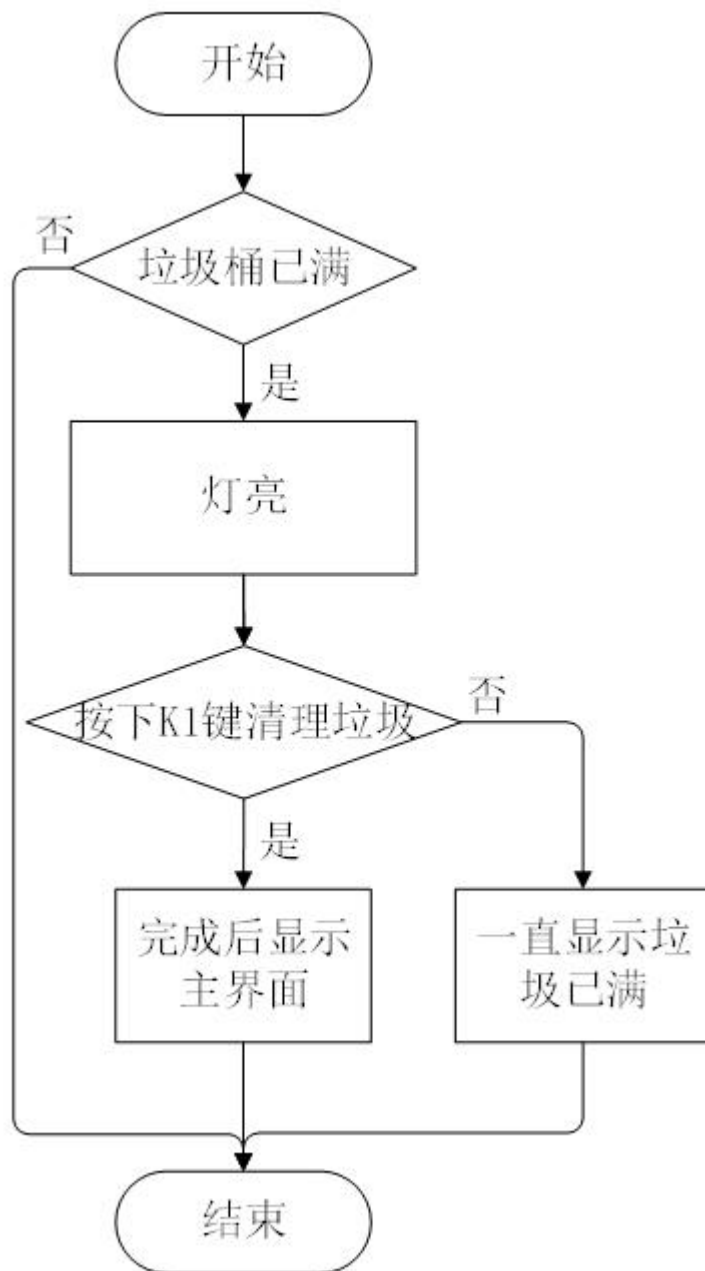 开始
否
垃圾桶已满
是
灯亮
按下K1键清理垃圾
否
是
完成后显示
主界面
一直显示垃
圾已满
结束